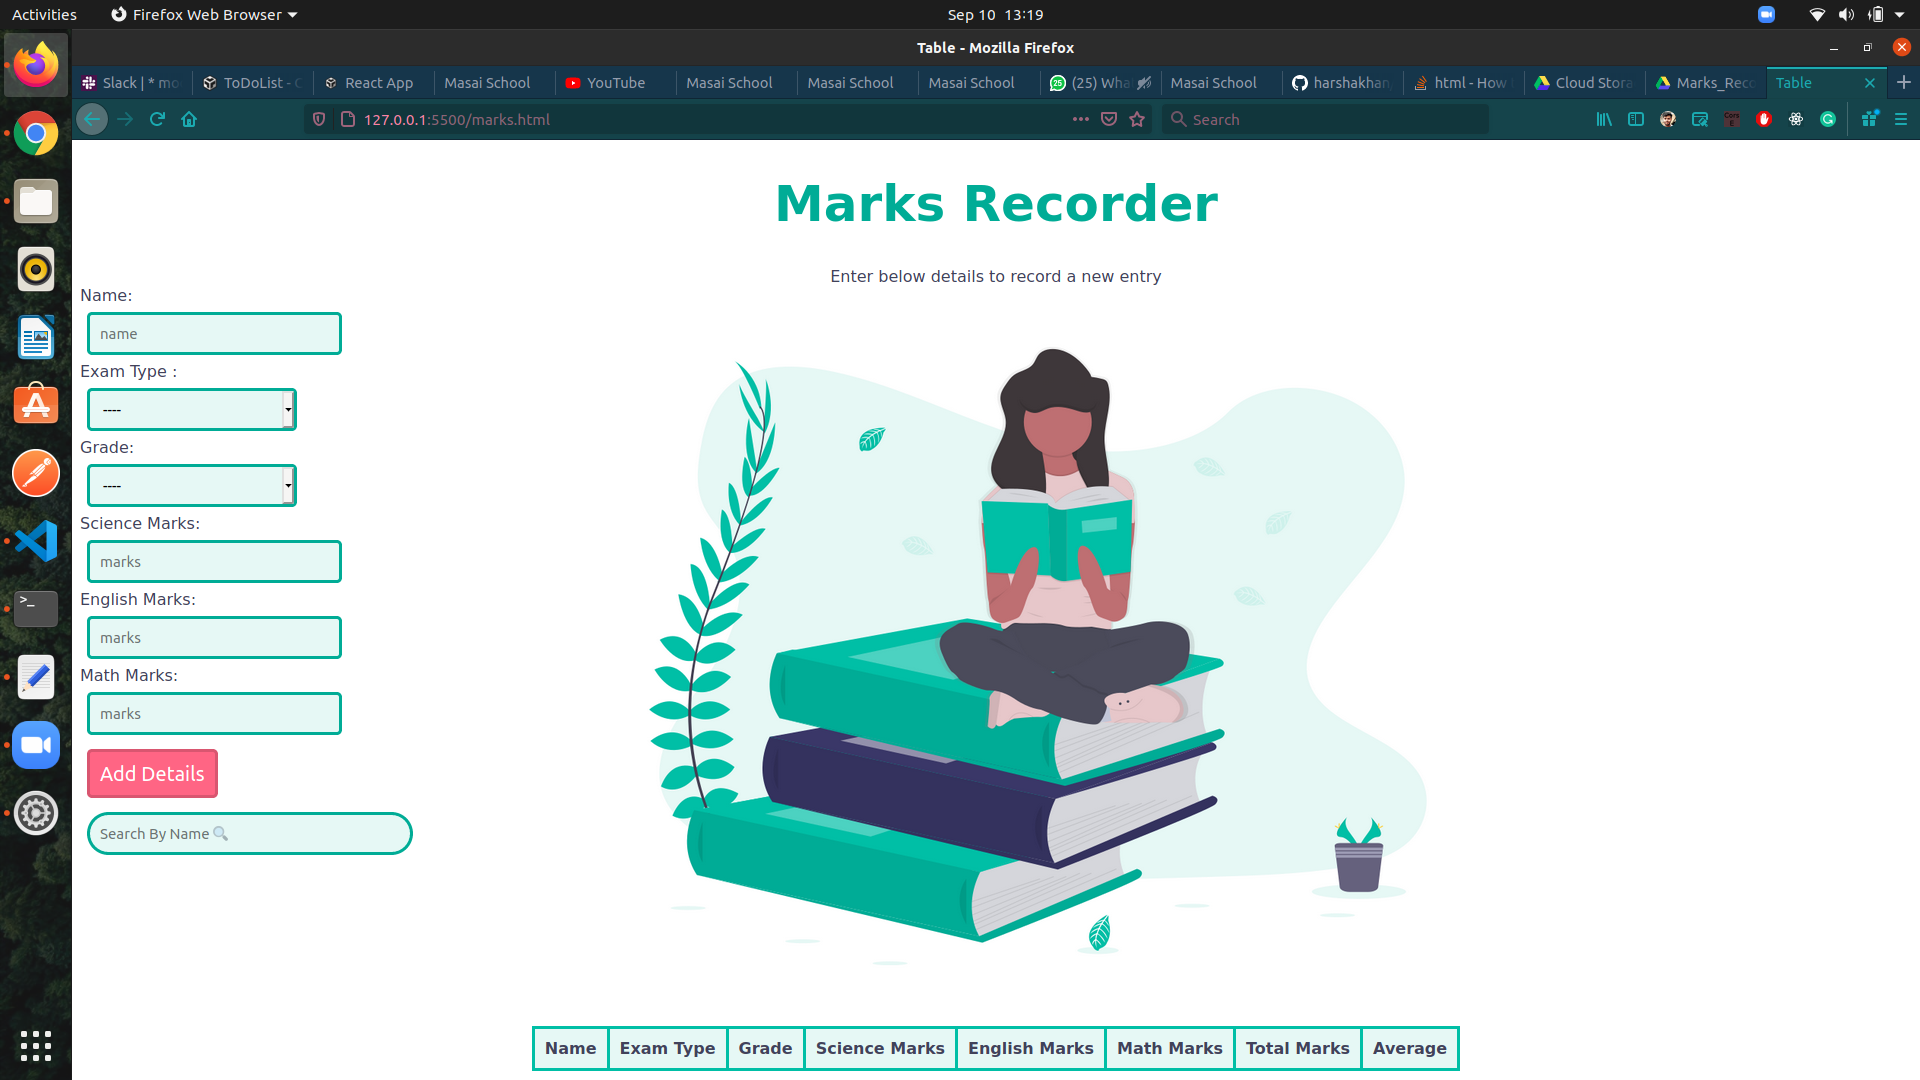 Activities
Firefox Web Browser
Sep 10 13:19
Table - Mozilla Firefox
Slack | * mo
ToDoList - C
React App
Masai School
YouTube
Masai School
Masai School
Masai School
(25) Wha
Masai School
harshakhan
html - How
Cloud Stora
Marks_Reco
Table
127.0.0.1:5500/marks.html
Search
Marks Recorder
Enter below details to record a new entry
Name:
name
Exam Type :
----
Grade:
----
Science Marks:
marks
English Marks:
marks
Math Marks:
marks
Add Details
Search By Name
Name Exam Type Grade Science Marks English Marks Math Marks Total Marks Average